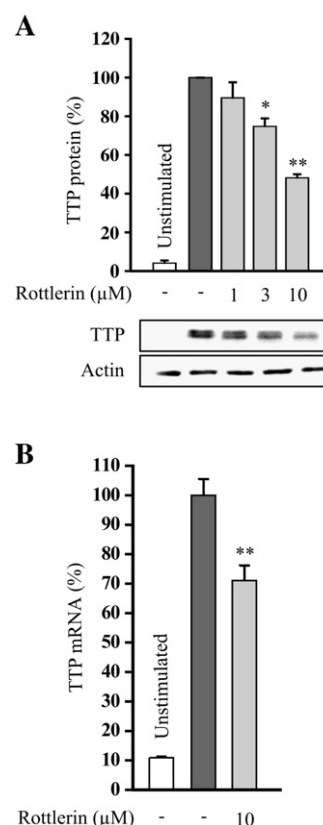 A
TTP protein (%)
120
100
80
60
40
20
0
Unstimulated
*
**
Rottlerin (µM) - - 1 3 10
TTP
Actin
B
TTP mRNA (%)
110
100
90
80
70
60
50
40
30
20
10
0
Unstimulated
**
Rottlerin (µM) - - 10